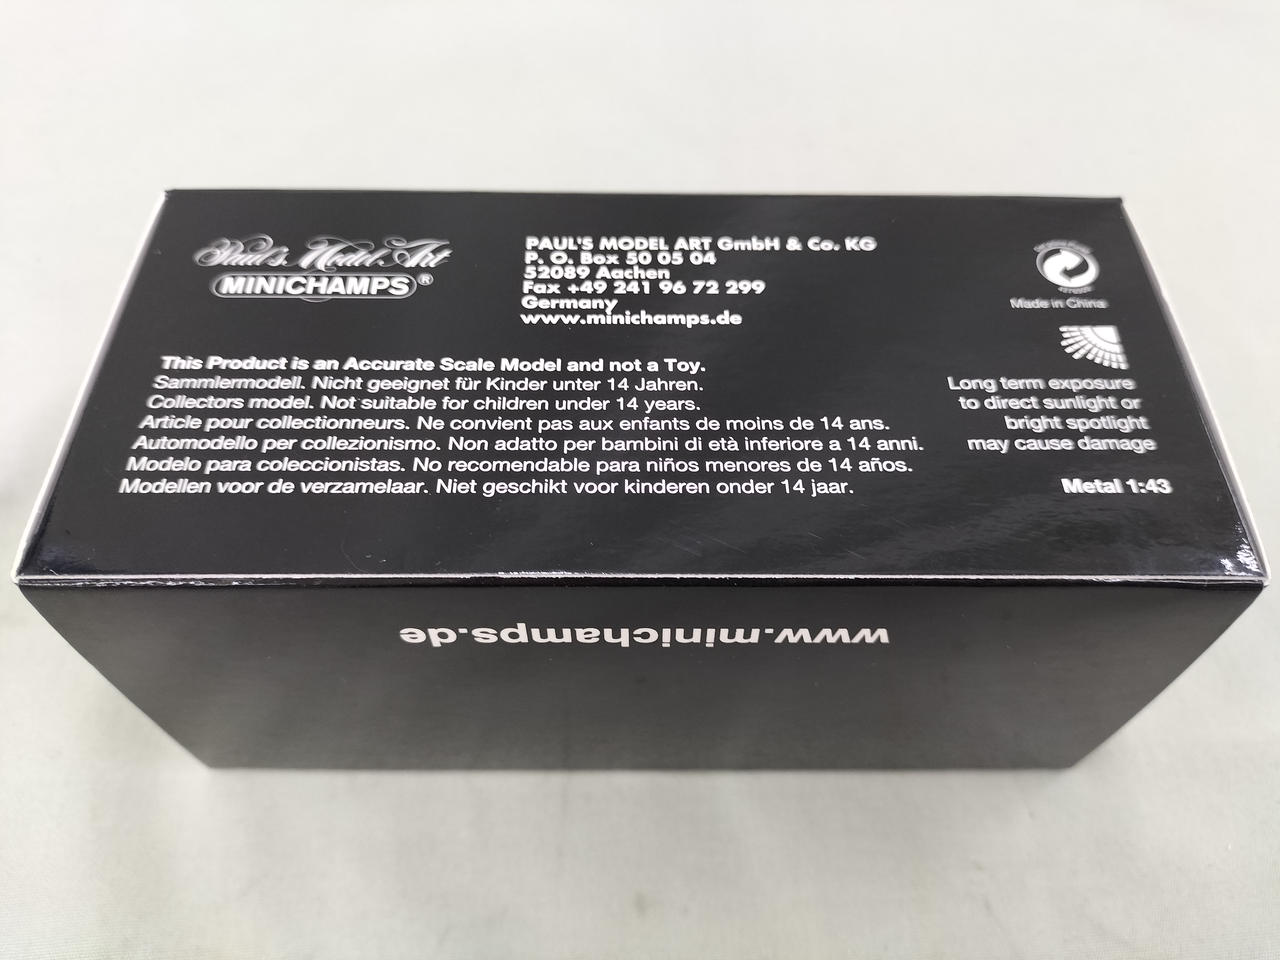 Paul's Model Art
MINICHAMPS®
PAUL'S MODEL ART GmbH & Co. KG
P. O. Box 50 05 04
52089 Aachen
Fax +49 241 96 72 299
Germany
www.minichamps.de
Made in China
This Product is an Accurate Scale Model and not a Toy.
Sammlermodell. Nicht geeignet für Kinder unter 14 Jahren.
Collectors model. Not suitable for children under 14 years.
Article pour collectionneurs. Ne convient pas aux enfants de moins de 14 ans.
Automodello per collezionismo. Non adatto per bambini di età inferiore a 14 anni.
Modelo para coleccionistas. No recomendable para niños menores de 14 años.
Modellen voor de verzamelaar. Niet geschikt voor kinderen onder 14 jaar.
Long term exposure
to direct sunlight or
bright spotlight
may cause damage
Metal 1:43
www.minichamps.de